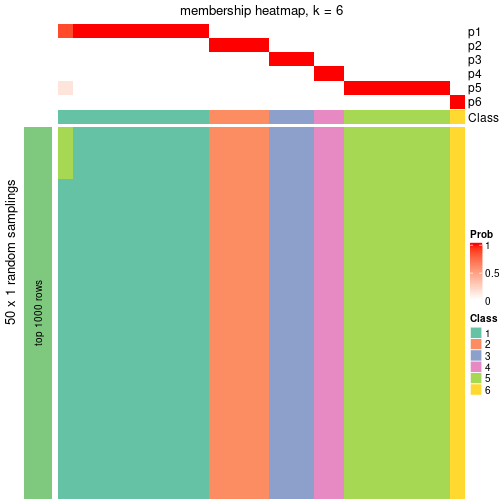 membership heatmap, k = 6
p1
p2
p3
p4
p5
p6
Class
50 x 1 random samplings
top 1000 rows
Prob
1
0.5
0
Class
1
2
3
4
5
6